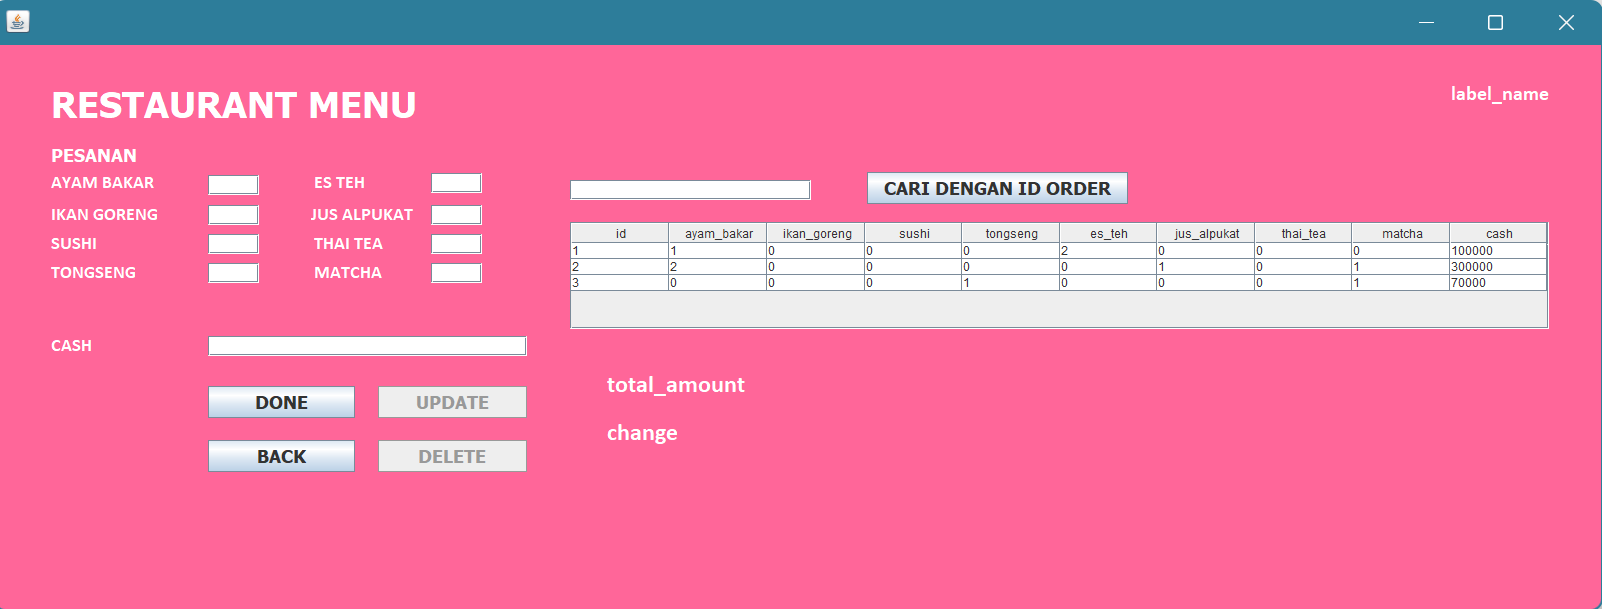 RESTAURANT MENU
label_name
PESANAN
AYAM BAKAR ES TEH
IKAN GORENG JUS ALPUKAT
SUSHI THAI TEA
TONGSENG MATCHA
CASH
DONE UPDATE
BACK DELETE
CARI DENGAN ID ORDER
id ayam_bakar ikan_goreng sushi tongseng es_teh jus_alpukat thai_tea matcha cash
1 1 0 0 0 2 0 0 0 100000
2 2 0 0 0 0 1 0 1 300000
3 0 0 0 1 0 0 0 1 70000
total_amount
change